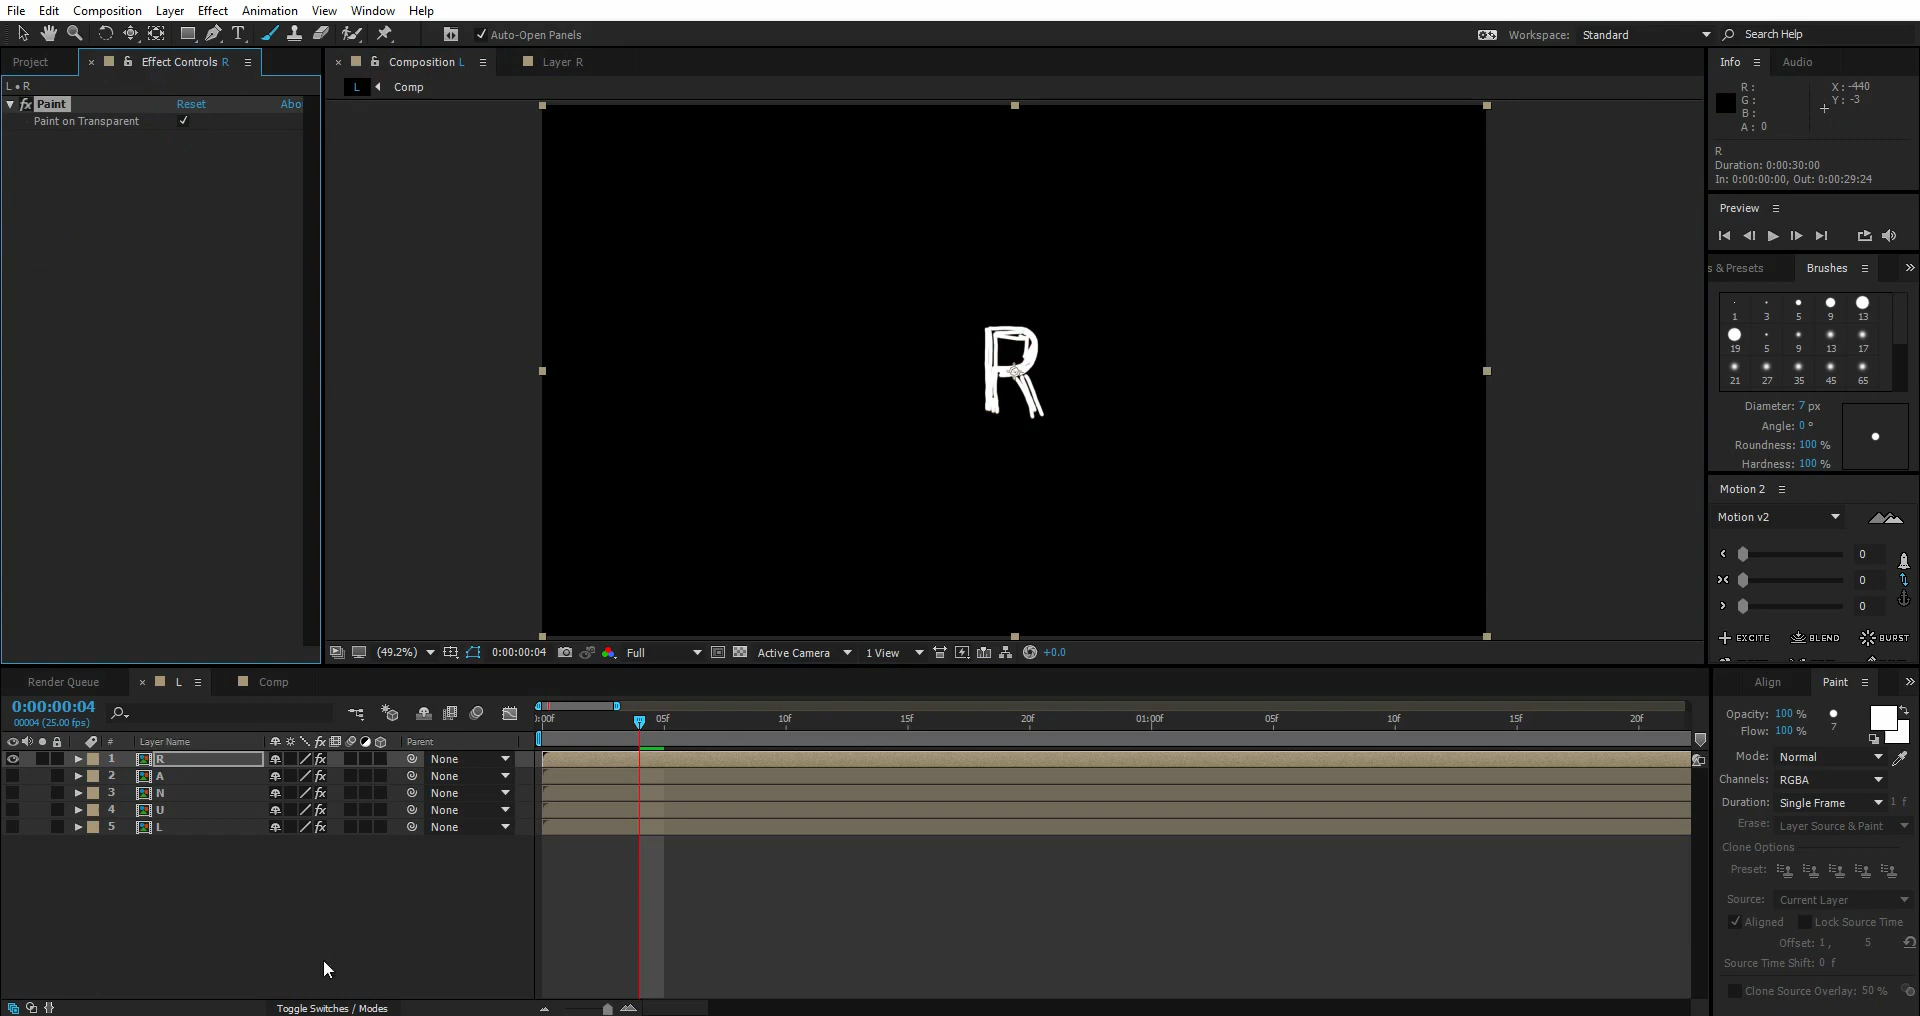 File Edit Composition Layer Effect Animation View Window Help
Auto-Open Panels
Workspace: Standard
Search Help
Project
Effect Controls R
L • R
fx Paint Reset Abo
Paint on Transparent
Composition L
Layer R
L Comp
R
(49.2%) 0:00:00:04 Full Active Camera 1 View +0.0
Info Audio
R :
G :
B :
A : 0
X : -440
Y : -3
R
Duration: 0:00:30:00
In: 0:00:00:00, Out: 0:00:29:24
Preview
s & Presets Brushes
1 3 5 9 13
19 5 9 13 17
21 27 35 45 65
Diameter: 7 px
Angle: 0 °
Roundness: 100 %
Hardness: 100 %
Motion 2
Motion v2
0
0
0
EXCITE BLEND BURST
Render Queue L Comp
0:00:00:04
00004 (25.00 fps)
0:00f 05f 10f 15f 20f 01:00f 05f 10f 15f 20f
# Layer Name fx Parent
1 R fx None
2 A fx None
3 N fx None
4 U fx None
5 L fx None
Toggle Switches / Modes
Align Paint
Opacity: 100 %
Flow: 100 %
7
Mode: Normal
Channels: RGBA
Duration: Single Frame 1 f
Erase: Layer Source & Paint
Clone Options
Preset:
Source: Current Layer
Aligned Lock Source Time
Offset: 1 , 5
Source Time Shift: 0 f
Clone Source Overlay: 50 %